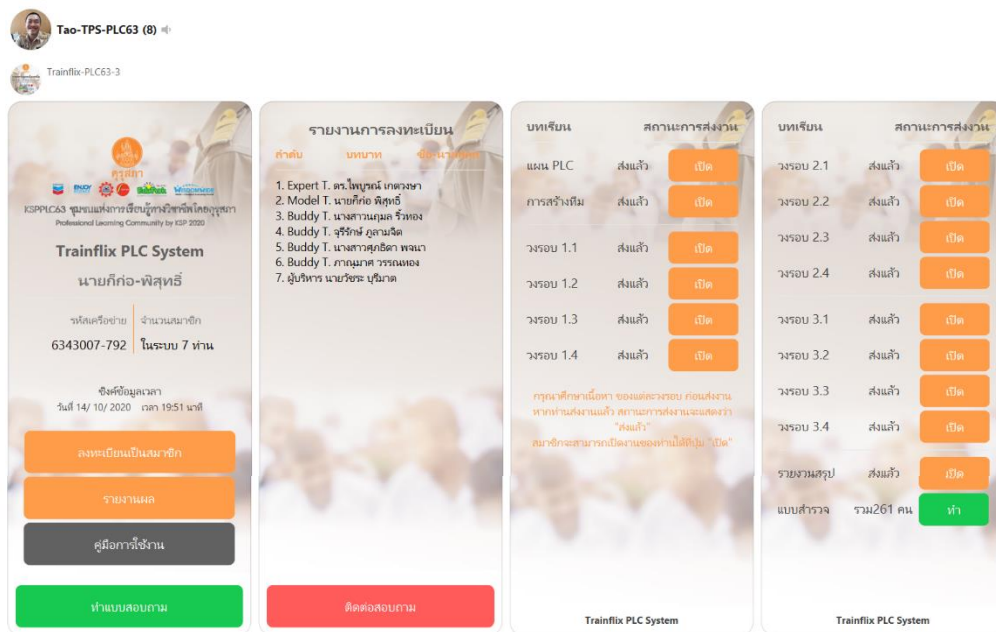 Tao-TPS-PLC63 (8)
Trainflix-PLC63-3
คุรุสภา
KSPPLC63 ชุมชนแห่งการเรียนรู้ทางวิชาชีพโดยคุรุสภา
Professional Learning Community by KSP 2020
Trainflix PLC System
นายก็ก่อ-พิสุทธิ์
รหัสเครือข่าย จำนวนสมาชิก
6343007-792 ในระบบ 7 ท่าน
ซิงค์ข้อมูลเวลา
วันที่ 14/ 10/ 2020 เวลา 19:51 นาที
ลงทะเบียนเป็นสมาชิก
รายงานผล
คู่มือการใช้งาน
ทำแบบสอบถาม
รายงานการลงทะเบียน
ลำดับ บทบาท
1. Expert T. ดร.ไพบูรณ์ เกตวงษา
2. Model T. นายก็ก่อ พิสุทธิ์
3. Buddy T. นางสาวนฤมล ริ้วทอง
4. Buddy T. จุรีรักษ์ ภูลามจิต
5. Buddy T. นางสาวศุภธิดา พจนา
6. Buddy T. ภาณุมาศ วรรณทอง
7. ผู้บริหาร นายวัชระ บุริมาต
ติดต่อสอบถาม
บทเรียน สถานะการส่งงาน
แผน PLC ส่งแล้ว เปิด
การสร้างทีม ส่งแล้ว เปิด
วงรอบ 1.1 ส่งแล้ว เปิด
วงรอบ 1.2 ส่งแล้ว เปิด
วงรอบ 1.3 ส่งแล้ว เปิด
วงรอบ 1.4 ส่งแล้ว เปิด
กรุณาศึกษาเนื้อหา ของแต่ละวงรอบ ก่อนส่งงาน
หากท่านส่งงานแล้ว สถานะการส่งงานจะแสดงว่า
"ส่งแล้ว"
สมาชิกจะสามารถเปิดงานของท่านได้ที่ปุ่ม "เปิด"
Trainflix PLC System
บทเรียน สถานะการส่งงาน
วงรอบ 2.1 ส่งแล้ว เปิด
วงรอบ 2.2 ส่งแล้ว เปิด
วงรอบ 2.3 ส่งแล้ว เปิด
วงรอบ 2.4 ส่งแล้ว เปิด
วงรอบ 3.1 ส่งแล้ว เปิด
วงรอบ 3.2 ส่งแล้ว เปิด
วงรอบ 3.3 ส่งแล้ว เปิด
วงรอบ 3.4 ส่งแล้ว เปิด
รายงานสรุป ส่งแล้ว เปิด
แบบสำรวจ รวม261 คน ทำ
Trainflix PLC System